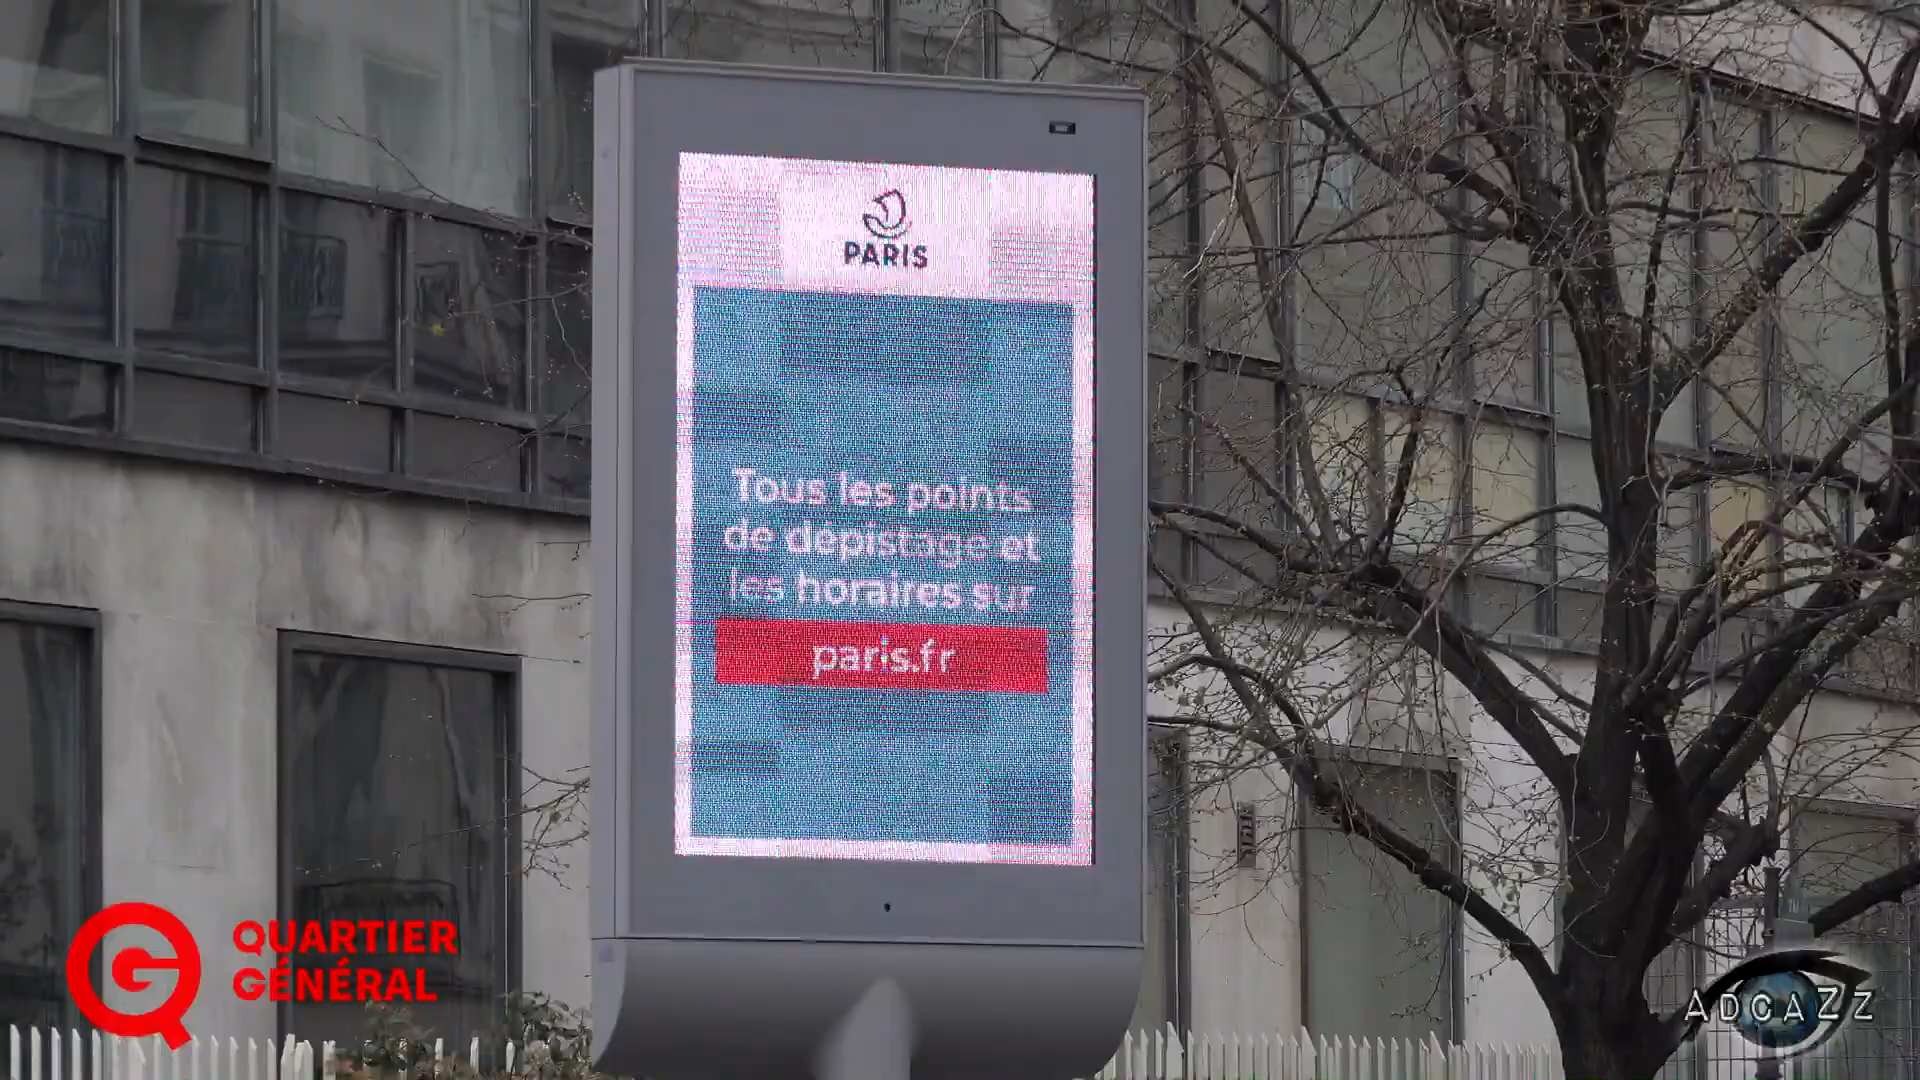 PARIS
Tous les points
de dépistage et
les horaires sur
paris.fr
QUARTIER
GÉNÉRAL
ADCAZZ